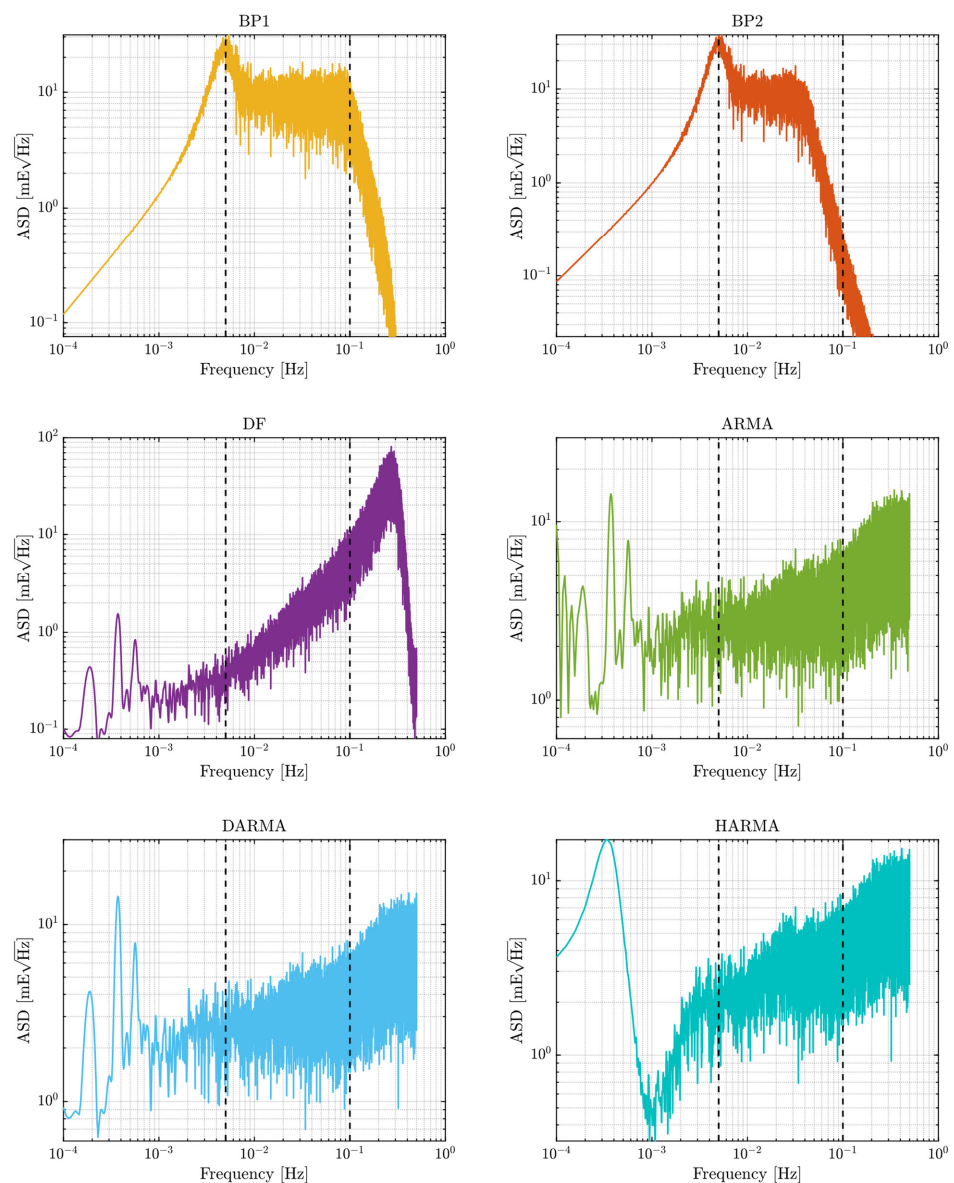 BP1
ASD [mE√Hz]
10¹
10⁰
10⁻¹
10⁻⁴ 10⁻³ 10⁻² 10⁻¹ 10⁰
Frequency [Hz]
BP2
ASD [mE√Hz]
10¹
10⁰
10⁻¹
10⁻⁴ 10⁻³ 10⁻² 10⁻¹ 10⁰
Frequency [Hz]
DF
ASD [mE√Hz]
10²
10¹
10⁰
10⁻¹
10⁻⁴ 10⁻³ 10⁻² 10⁻¹ 10⁰
Frequency [Hz]
ARMA
ASD [mE√Hz]
10¹
10⁰
10⁻⁴ 10⁻³ 10⁻² 10⁻¹ 10⁰
Frequency [Hz]
DARMA
ASD [mE√Hz]
10¹
10⁰
10⁻⁴ 10⁻³ 10⁻² 10⁻¹ 10⁰
Frequency [Hz]
HARMA
ASD [mE√Hz]
10¹
10⁰
10⁻⁴ 10⁻³ 10⁻² 10⁻¹ 10⁰
Frequency [Hz]